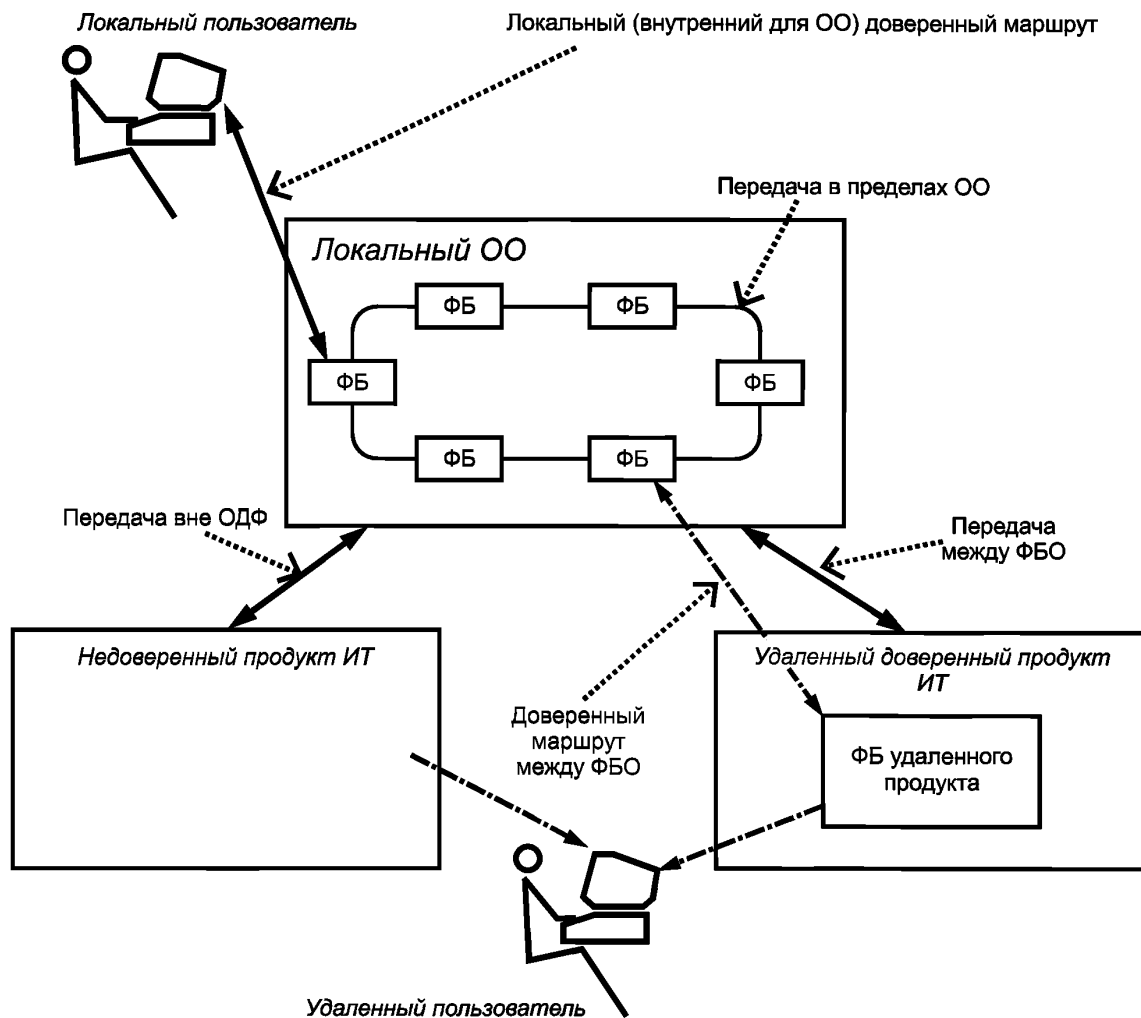 Локальный пользователь
Локальный (внутренний для ОО) доверенный маршрут
Передача в пределах ОО
Локальный ОО
ФБ
ФБ
ФБ
ФБ
ФБ
ФБ
Передача вне ОДФ
Передача
между ФБО
Недоверенный продукт ИТ
Удаленный доверенный продукт
ИТ
Доверенный
маршрут
между ФБО
ФБ удаленного
продукта
Удаленный пользователь